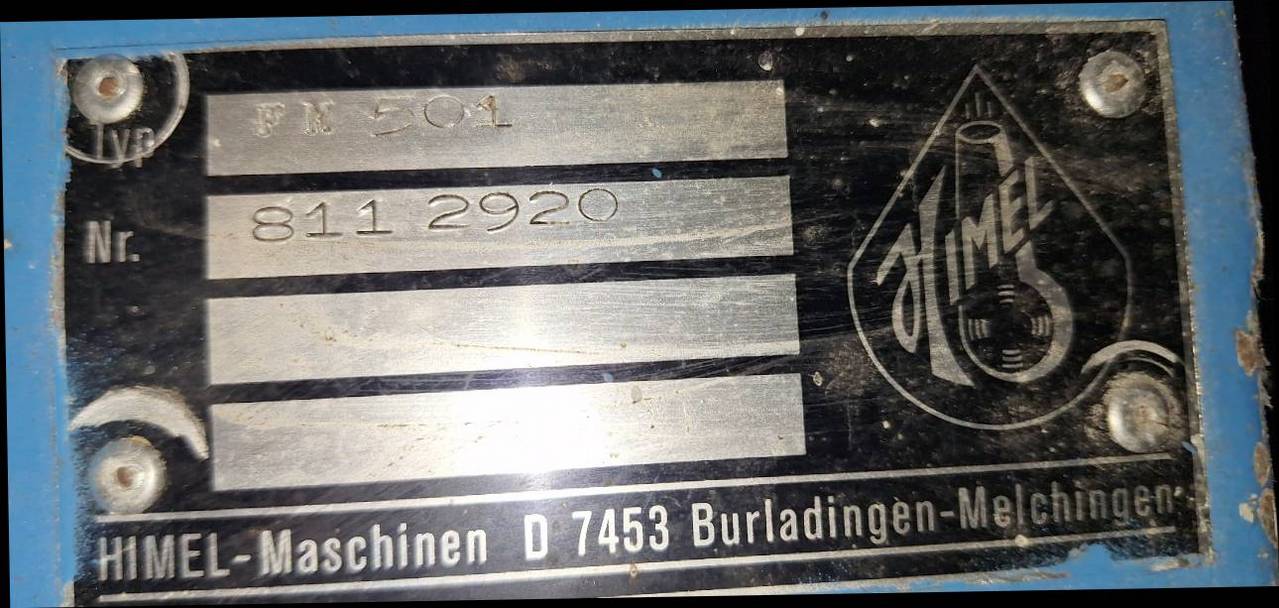 Typ FM 501
Nr. 811 2920
HIMEL
HIMEL-Maschinen D 7453 Burladingen-Melchingen